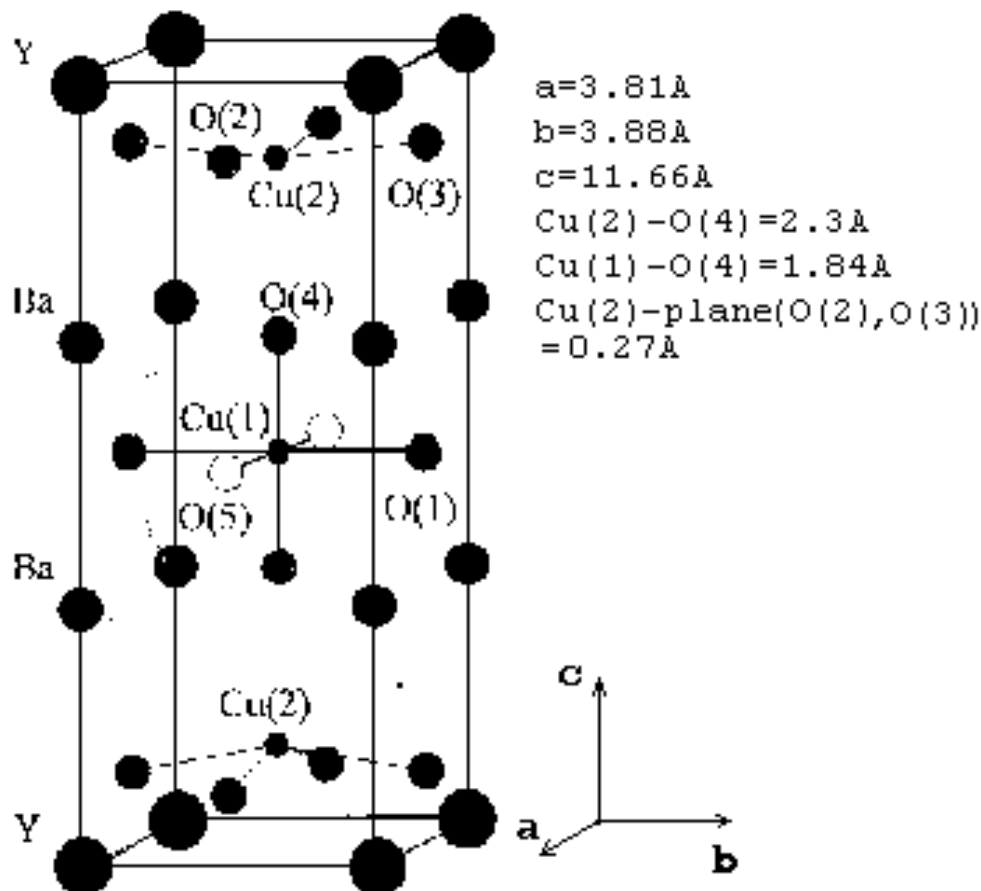 Y
a=3.81A
b=3.88A
c=11.66A
Cu(2)-O(4)=2.3A
Cu(1)-O(4)=1.84A
Cu(2)-plane(O(2),O(3))
=0.27A
O(2)
Cu(2)
O(3)
Ba
O(4)
Cu(1)
O(5)
O(1)
Ba
Cu(2)
Y
c
a
b